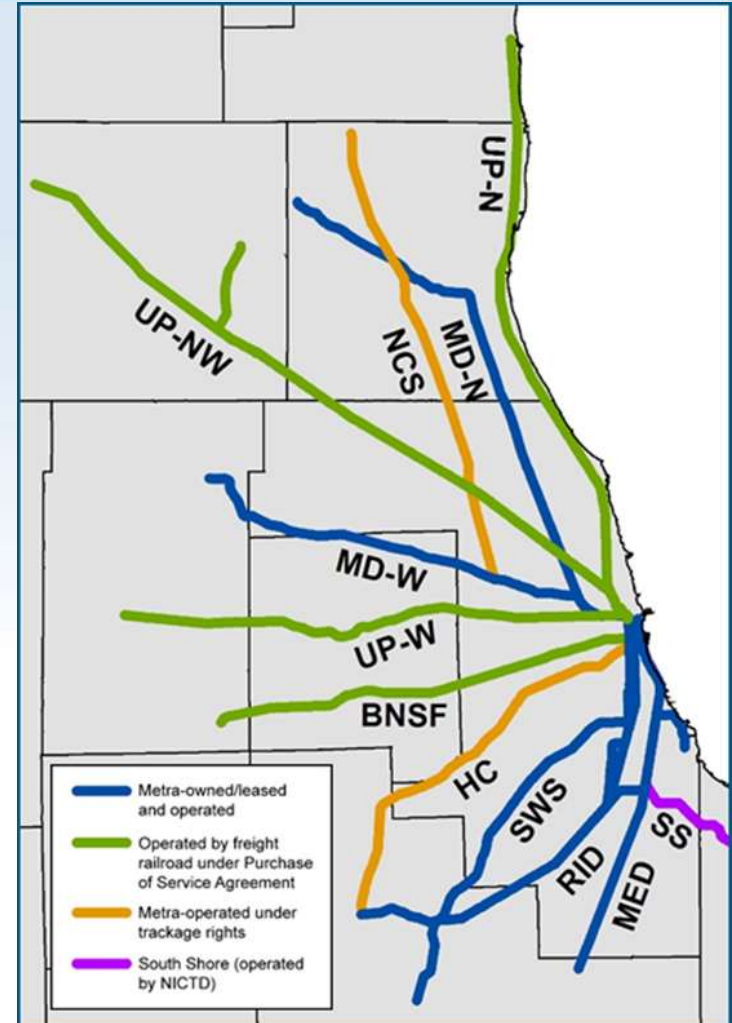 UP-N
UP-NW
NCS
MD-N
MD-W
UP-W
BNSF
HC
SWS
RID
MED
SS
Metra-owned/leased
and operated
Operated by freight
railroad under Purchase
of Service Agreement
Metra-operated under
trackage rights
South Shore (operated
by NICTD)